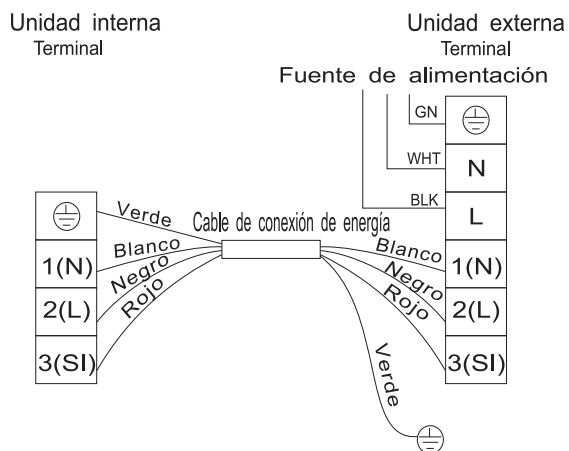 Unidad interna
Terminal
Unidad externa
Terminal
Fuente de alimentación
GN
WHT
N
BLK
L
Verde
Cable de conexión de energía
Blanco
Blanco
1(N)
1(N)
Negro
Negro
2(L)
2(L)
Rojo
Rojo
3(SI)
3(SI)
Verde